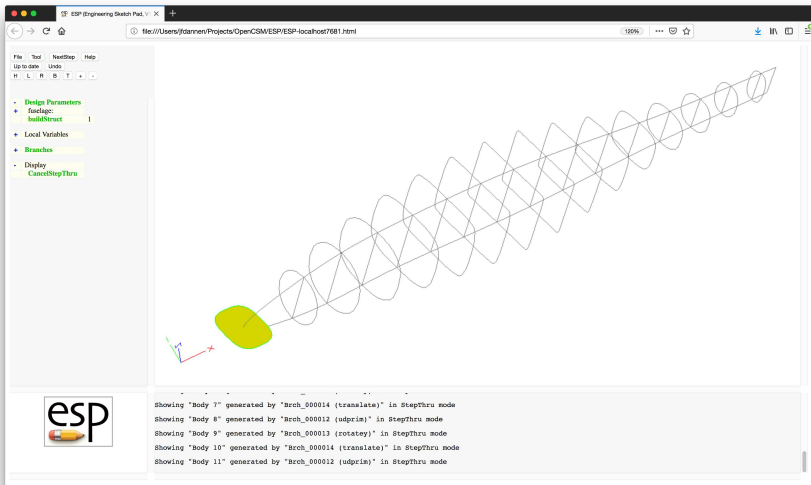 ESP (Engineering Sketch Pad, V
file:///Users/jfdannen/Projects/OpenCSM/ESP/ESP-localhost7681.html
120%
File Tool NextStep Help
Up to date Undo
H L R B T + -
- Design Parameters
+ fuselage:
buildStruct 1
+ Local Variables
+ Branches
- Display
CancelStepThru
X
Showing "Body 7" generated by "Brch_000014 (translate)" in StepThru mode
Showing "Body 8" generated by "Brch_000012 (udprim)" in StepThru mode
Showing "Body 9" generated by "Brch_000013 (rotatey)" in StepThru mode
Showing "Body 10" generated by "Brch_000014 (translate)" in StepThru mode
Showing "Body 11" generated by "Brch_000012 (udprim)" in StepThru mode
esp